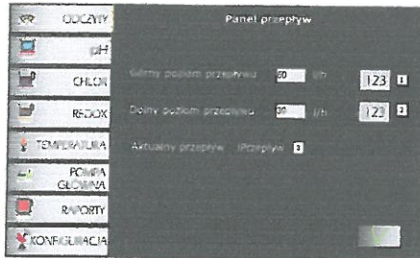 ODCZYTY
pH
CHLOR
REDOX
TEMPERATURA
POMPA
GŁÓWNA
RAPORTY
KONFIGURACJA
Panel przepływ
Górny poziom przepływu 60 l/h 123 1
Dolny poziom przepływu 30 l/h 123 2
Aktualny przepływ !Przepływ 3